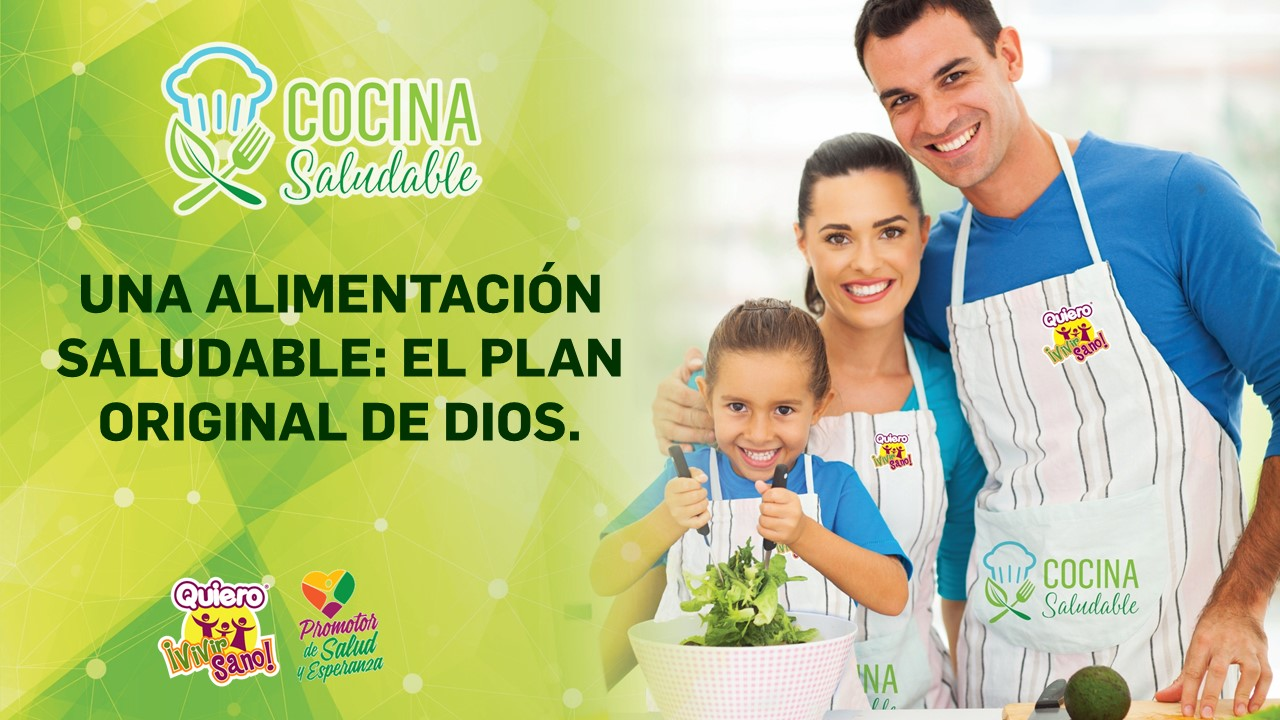 COCINA
Saludable
UNA ALIMENTACIÓN
SALUDABLE: EL PLAN
ORIGINAL DE DIOS.
Quiero
¡Vivir
Sano!
Promotor
de Salud
y Esperanza
Quiero
¡Vivir
Sano!
Quiero
¡Vivir
Sano!
COCINA
Saludable
NA